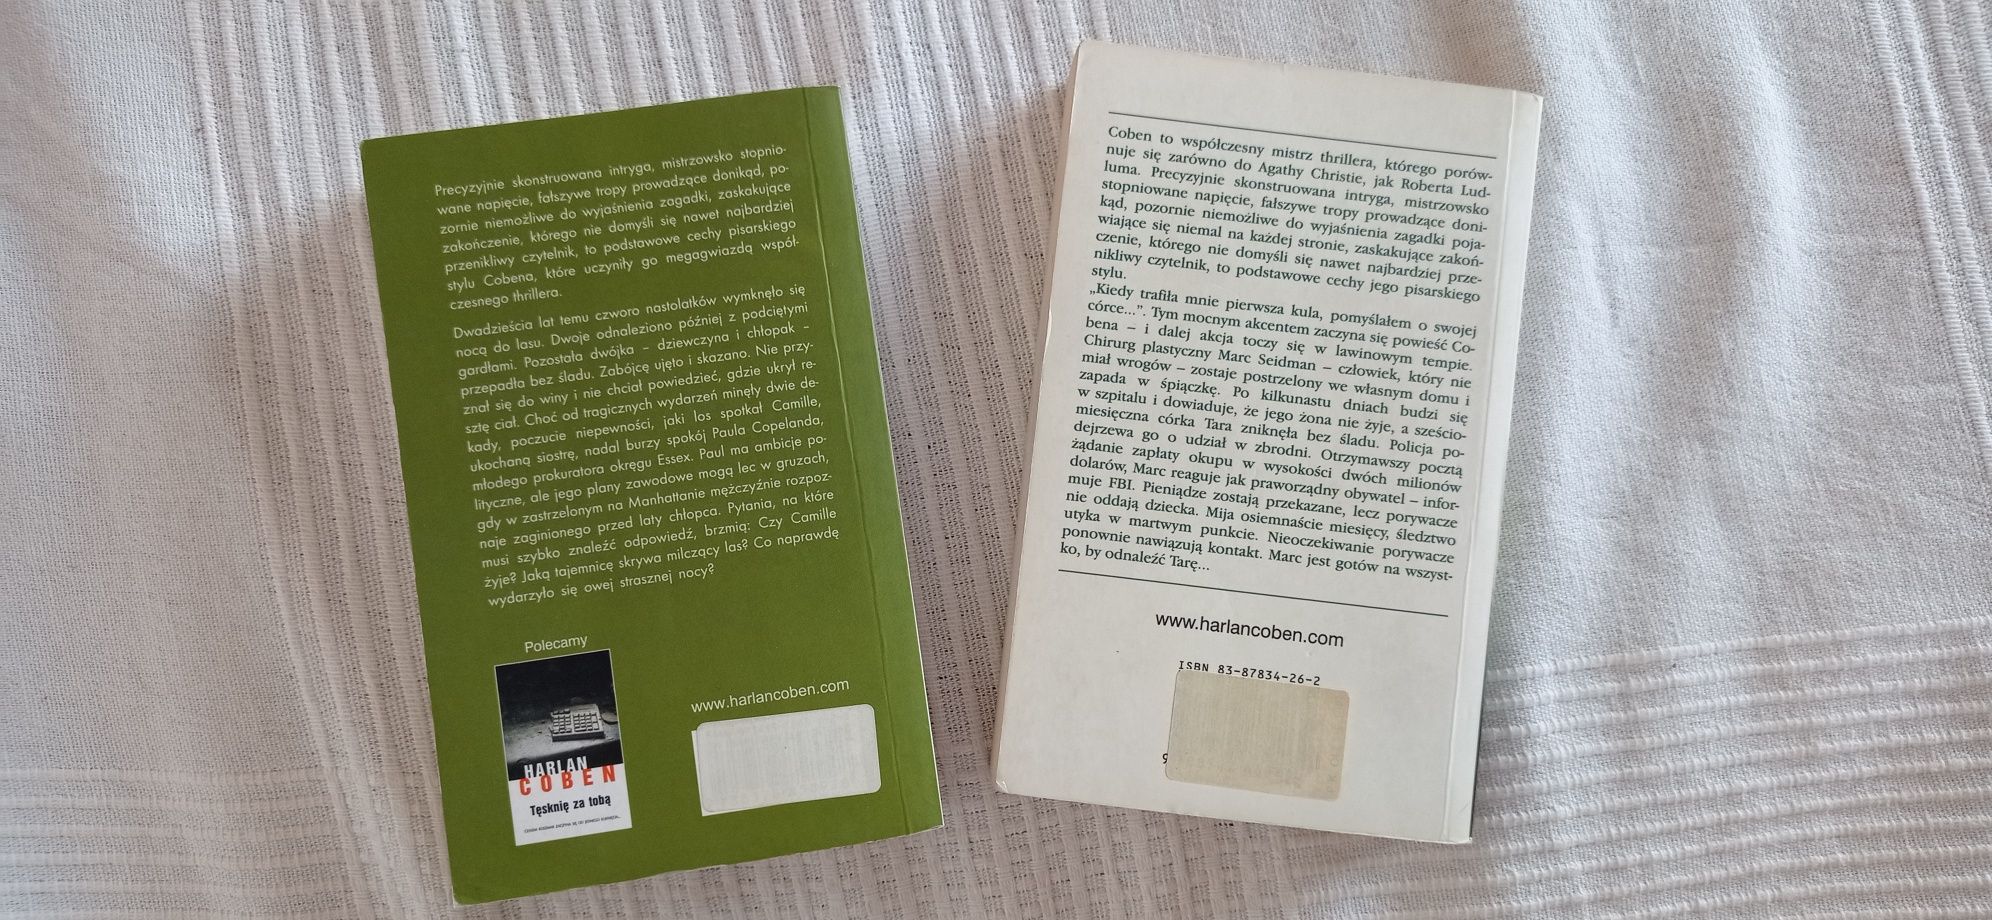 Precyzyjnie skonstruowana intryga, mistrzowsko stopnio-
wane napięcie, fałszywe tropy prowadzące donikąd, po-
zornie niemożliwe do wyjaśnienia zagadki, zaskakujące
zakończenie, którego nie domyśli się nawet najbardziej
przenikliwy czytelnik, to podstawowe cechy pisarskiego
stylu Cobena, które uczyniły go megagwiazdą współ-
czesnego thrillera.
Dwadzieścia lat temu czworo nastolatków wymknęło się
nocą do lasu. Dwoje odnaleziono później z podciętymi
gardłami. Pozostała dwójka – dziewczyna i chłopak –
przepadła bez śladu. Zabójcę ujęto i skazano. Nie przy-
znał się do winy i nie chciał powiedzieć, gdzie ukrył re-
sztę ciał. Choć od tragicznych wydarzeń minęły dwie de-
kady, poczucie niepewności, jaki los spotkał Camille,
ukochaną siostrę, nadal burzy spokój Paula Copelanda,
młodego prokuratora okręgu Essex. Paul ma ambicje po-
lityczne, ale jego plany zawodowe mogą lec w gruzach,
gdy w zastrzelonym na Manhattanie mężczyźnie rozpoz-
naje zaginionego przed laty chłopca. Pytania, na które
musi szybko znaleźć odpowiedź, brzmią: Czy Camille
żyje? Jaką tajemnicę skrywa milczący las? Co naprawdę
wydarzyło się owej strasznej nocy?
Polecamy
HARLAN
COBEN
Tęsknię za tobą
www.harlancoben.com
Coben to współczesny mistrz thrillera, którego porów-
nuje się zarówno do Agathy Christie, jak Roberta Lud-
luma. Precyzyjnie skonstruowana intryga, mistrzowsko
stopniowane napięcie, fałszywe tropy prowadzące doni-
kąd, pozornie niemożliwe do wyjaśnienia zagadki poja-
wiające się niemal na każdej stronie, zaskakujące zakoń-
czenie, którego nie domyśli się nawet najbardziej prze-
nikliwy czytelnik, to podstawowe cechy jego pisarskiego
stylu.
„Kiedy trafiła mnie pierwsza kula, pomyślałem o swojej
córce...”. Tym mocnym akcentem zaczyna się powieść Co-
bena – i dalej akcja toczy się w lawinowym tempie.
Chirurg plastyczny Marc Seidman – człowiek, który nie
miał wrogów – zostaje postrzelony we własnym domu i
zapada w śpiączkę. Po kilkunastu dniach budzi się
w szpitalu i dowiaduje, że jego żona nie żyje, a sześcio-
miesięczna córka Tara zniknęła bez śladu. Policja po-
dejrzewa go o udział w zbrodni. Otrzymawszy pocztą
żądanie zapłaty okupu w wysokości dwóch milionów
dolarów, Marc reaguje jak praworządny obywatel – infor-
muje FBI. Pieniądze zostają przekazane, lecz porywacze
nie oddają dziecka. Mija osiemnaście miesięcy, śledztwo
utyka w martwym punkcie. Nieoczekiwanie porywacze
ponownie nawiązują kontakt. Marc jest gotów na wszyst-
ko, by odnaleźć Tarę...
www.harlancoben.com
ISBN 83-87834-26-2
9